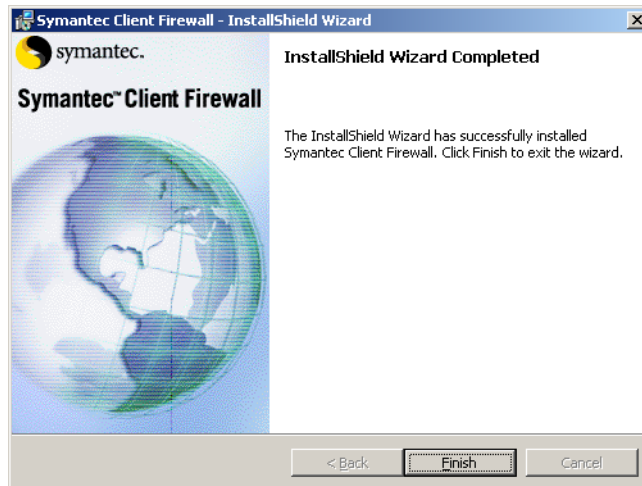 Symantec Client Firewall - InstallShield Wizard
symantec.
Symantec™ Client Firewall
InstallShield Wizard Completed
The InstallShield Wizard has successfully installed
Symantec Client Firewall. Click Finish to exit the wizard.
< Back
Finish
Cancel